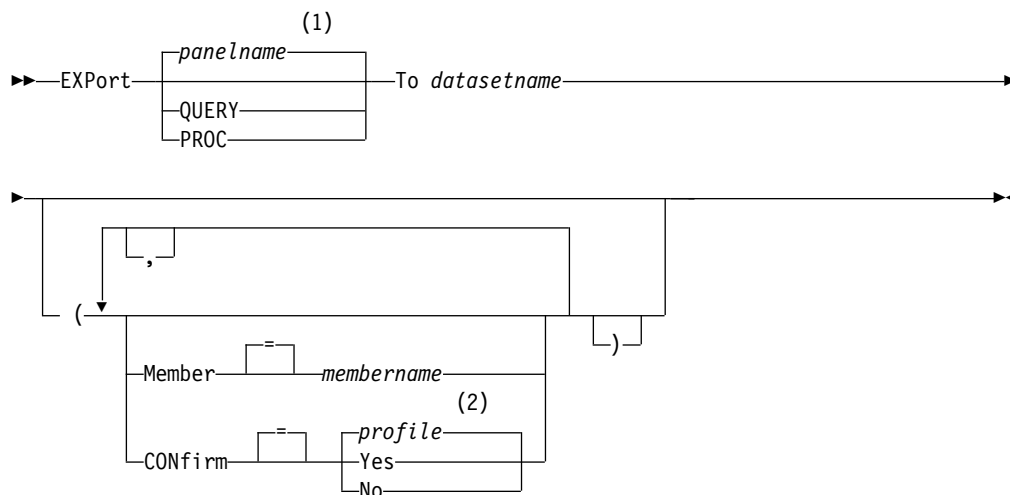 (1)
panelname
EXPort To datasetname
QUERY
PROC
,
( )
=
Member membername
(2)
= profile
CONfirm Yes
No